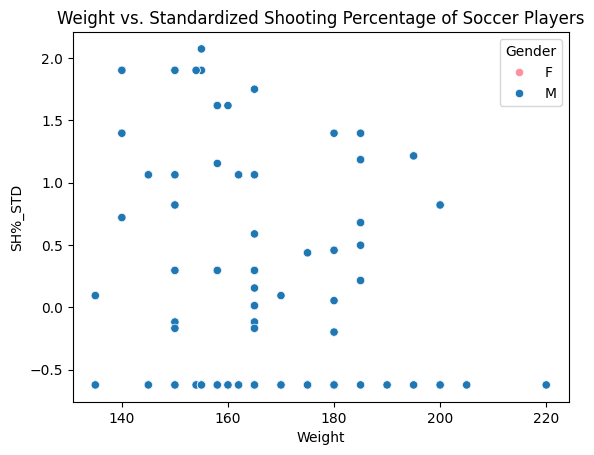 Weight vs. Standardized Shooting Percentage of Soccer Players
Gender
F
M
2.0
1.5
1.0
0.5
0.0
−0.5
SH%_STD
140 160 180 200 220
Weight